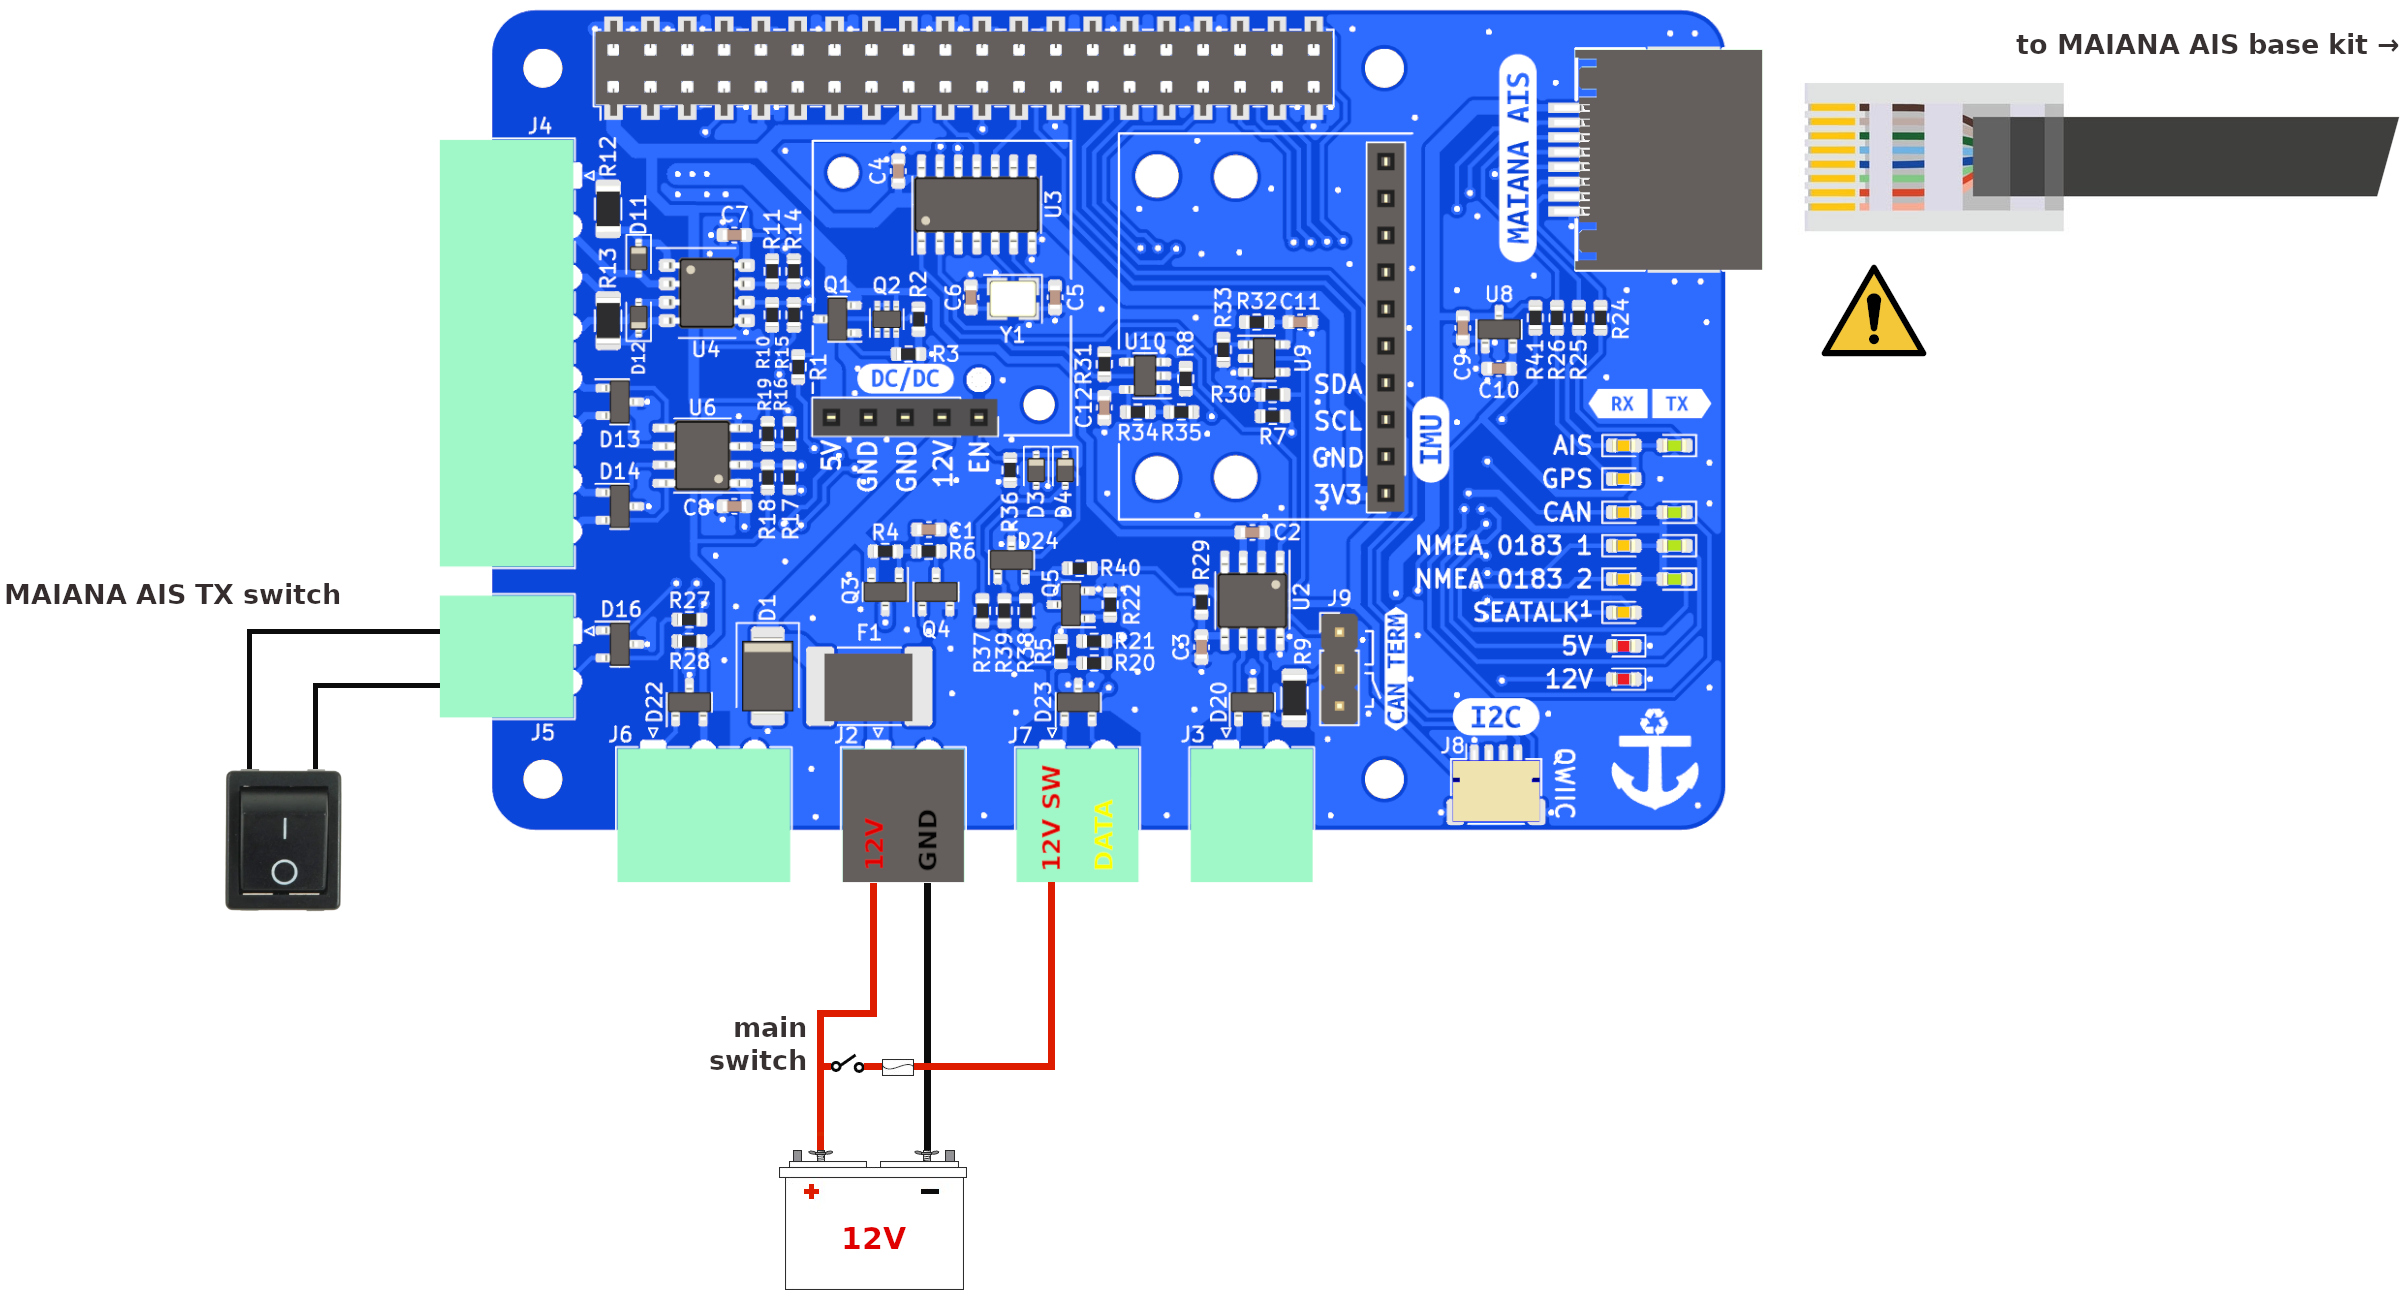 to MAIANA AIS base kit →
J4
R12
MAIANA AIS
C4
U3
D11
C7
R11
R14
R13
Q1
Q2
R2
C6
C5
Y1
R33
R32
C11
U8
U10
R8
U9
R24
D12
U4
R10
R15
R1
R3
DC/DC
R31
C9
R41
R26
R25
C10
SDA
R30
C12
R19
R16
RX
TX
U6
SCL
D13
R34
R35
R7
IMU
AIS
5V
GND
GND
12V
EN
GND
D14
GPS
3V3
C8
R18
R17
R36
D3
D4
CAN
R4
C1
R6
D24
C2
NMEA 0183 1
R40
R29
NMEA 0183 2
MAIANA AIS TX switch
Q3
Q5
R22
U2
J9
D16
R27
D1
F1
Q4
SEATALK¹
R37
R39
R38
R5
R21
R20
C3
R9
CAN TERM
5V
R28
12V
D22
D23
D20
I2C
J5
J6
J2
J7
J3
J8
QWIIC
12V
GND
12V SW
DATA
main
switch
+
−
12V